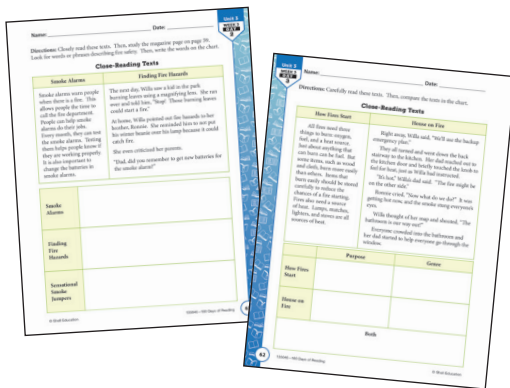 Unit 5
WEEK 3
DAY
3
Name:
Date:
Directions: Closely read these texts. Then, study the magazine page on page 59.
Look for words or phrases describing fire safety. Then, write the words on the chart.
Close-Reading Texts
Smoke Alarms
Smoke alarms warn people
when there is a fire. This
allows people the time to
call the fire department.
People can help smoke
alarms do their jobs.
Every month, they can test
the smoke alarms. Testing
them helps people know if
they are working properly.
It is also important to
change the batteries in
smoke alarms.
Finding Fire Hazards
The next day, Willa saw a kid in the park
burning leaves using a magnifying lens. She ran
over and told him, "Stop! Those burning leaves
could start a fire."
At home, Willa pointed out fire hazards to her
brother, Ronnie. She reminded him to not put
his winter beanie over his lamp because it could
catch fire.
She even criticized her parents.
"Dad, did you remember to get new batteries for
the smoke alarm?"
Smoke
Alarms
Finding
Fire
Hazards
Sensational
Smoke
Jumpers
© Shell Education
Unit 5
WEEK 3
DAY
3
Name:
Date:
Directions: Carefully read these texts. Then, compare the texts in the chart.
Close-Reading Texts
How Fires Start
All fires need three
things to burn: oxygen,
fuel, and a heat source.
Just about anything that
can burn can be fuel. But
some items, such as wood
and cloth, burn more easily
than others. Items that
burn easily should be stored
carefully to reduce the
chances of a fire starting.
Fires also need a source
of heat. Lamps, matches,
lighters, and stoves are all
sources of heat.
House on Fire
Right away, Willa said, "We'll use the backup
emergency plan."
They all turned and went down the back
stairway to the kitchen. Her dad reached out to
the kitchen door and briefly touched the knob to
feel for heat, just as Willa had instructed.
"It's hot," Willa's dad said. "The fire might be
on the other side."
Ronnie cried, "Now what do we do?" It was
getting hot now, and the smoke stung everyone's
eyes.
Willa thought of her map and shouted, "The
bathroom is our way out!"
Everyone crowded into the bathroom and
her dad started to help everyone go through the
window.
Purpose
Genre
How Fires
Start
House on
Fire
Both
62
© Shell Education